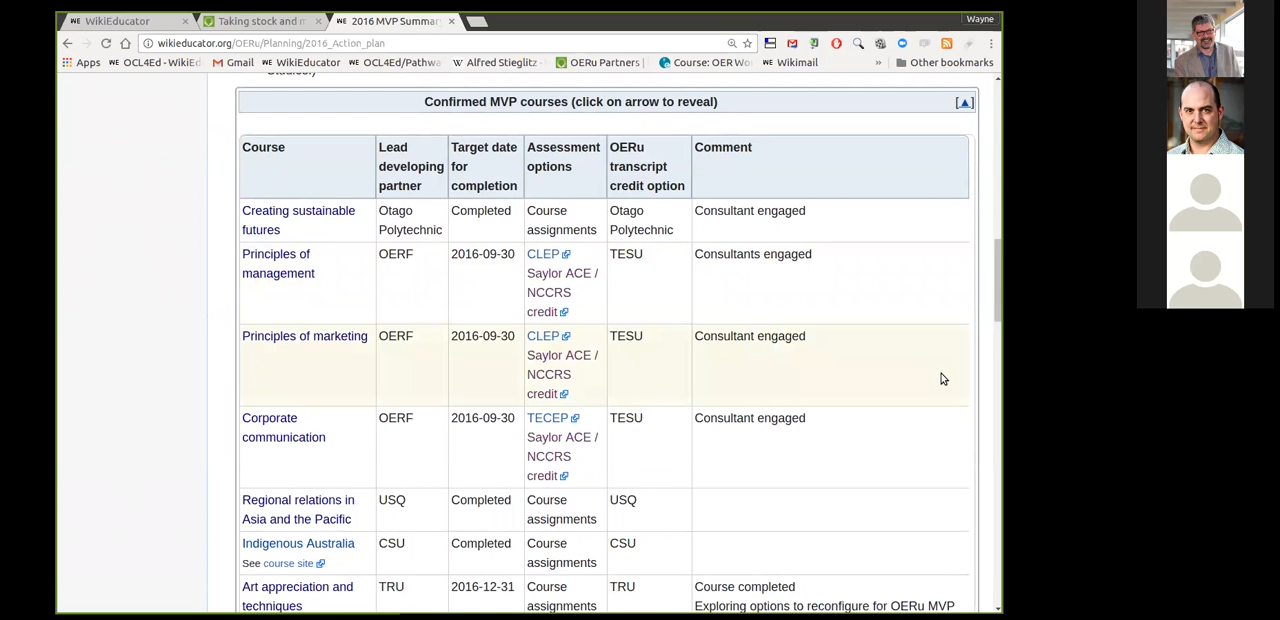 WikiEducator
Taking stock and m
2016 MVP Summar
Wayne
wikieducator.org/OERu/Planning/2016_Action_plan
Apps
OCL4Ed - WikiEd
Gmail
WikiEducator
OCL4Ed/Pathwa
Alfred Stieglitz -
OERu Partners |
Course: OER Wo
Wikimail
»
Other bookmarks
Confirmed MVP courses (click on arrow to reveal)
[▲]
Course
Lead developing partner
Target date for completion
Assessment options
OERu transcript credit option
Comment
Creating sustainable futures
Otago Polytechnic
Completed
Course assignments
Otago Polytechnic
Consultant engaged
Principles of management
OERF
2016-09-30
CLEP
Saylor ACE / NCCRS credit
TESU
Consultants engaged
Principles of marketing
OERF
2016-09-30
CLEP
Saylor ACE / NCCRS credit
TESU
Consultant engaged
Corporate communication
OERF
2016-09-30
TECEP
Saylor ACE / NCCRS credit
TESU
Consultant engaged
Regional relations in Asia and the Pacific
USQ
Completed
Course assignments
USQ
Indigenous Australia
See course site
CSU
Completed
Course assignments
CSU
Art appreciation and techniques
TRU
2016-12-31
Course assignments
TRU
Course completed
Exploring options to reconfigure for OERu MVP